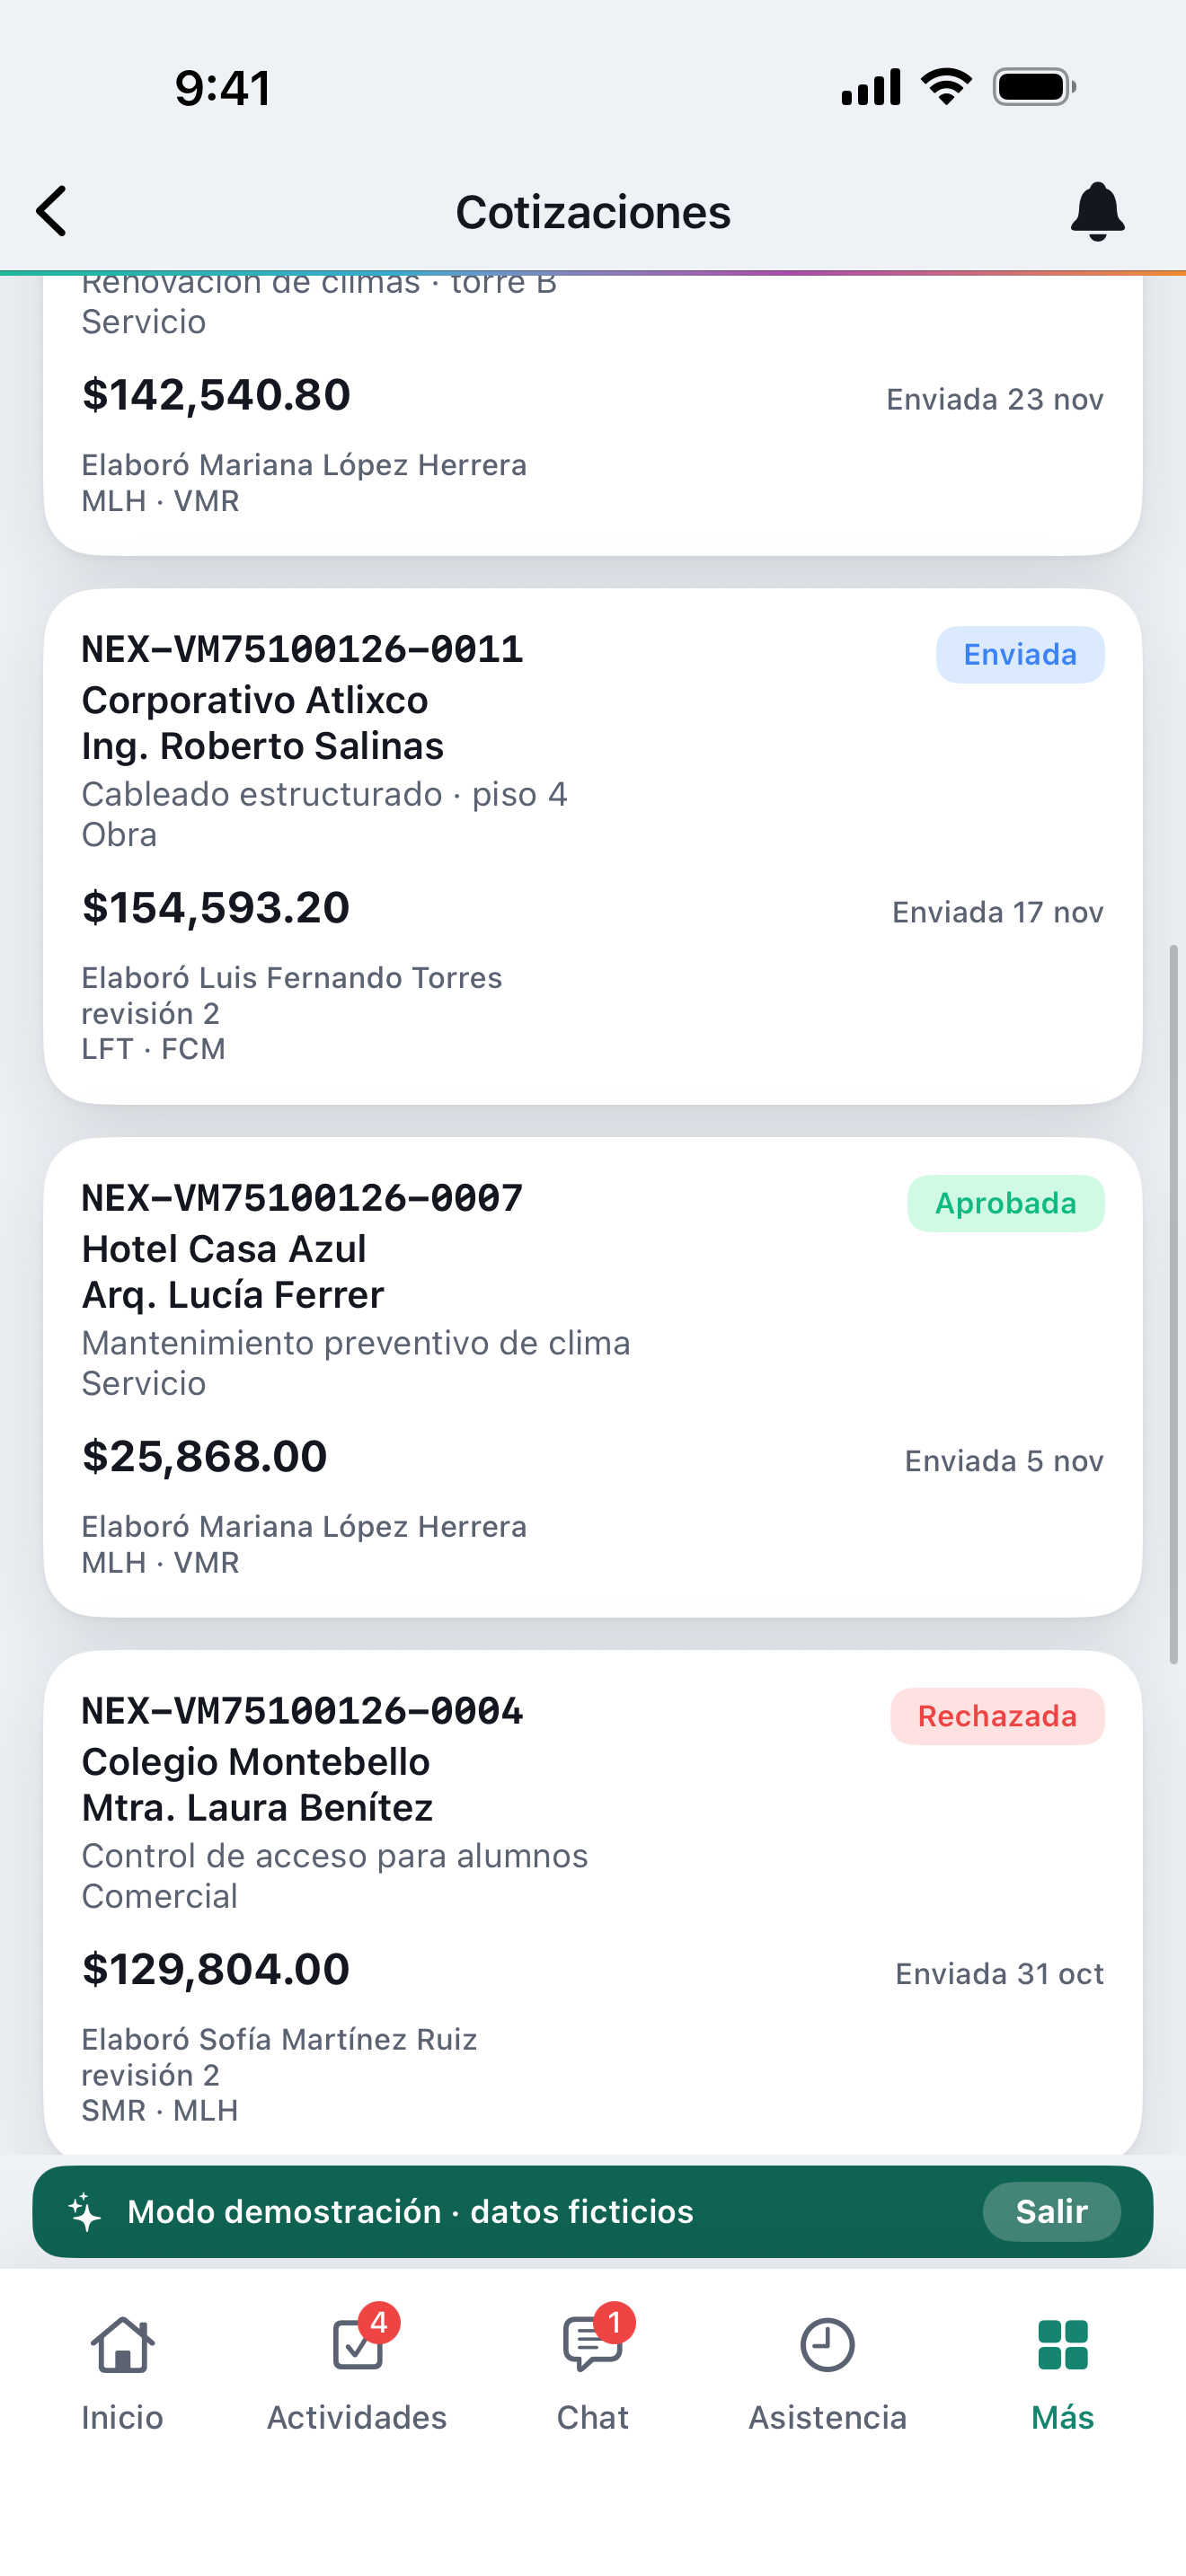 9:41
Cotizaciones
Renovación de climas · torre B
Servicio
$142,540.80
Enviada 23 nov
Elaboró Mariana López Herrera
MLH · VMR
NEX-VM75100126-0011
Enviada
Corporativo Atlixco
Ing. Roberto Salinas
Cableado estructurado · piso 4
Obra
$154,593.20
Enviada 17 nov
Elaboró Luis Fernando Torres
revisión 2
LFT · FCM
NEX-VM75100126-0007
Aprobada
Hotel Casa Azul
Arq. Lucía Ferrer
Mantenimiento preventivo de clima
Servicio
$25,868.00
Enviada 5 nov
Elaboró Mariana López Herrera
MLH · VMR
NEX-VM75100126-0004
Rechazada
Colegio Montebello
Mtra. Laura Benítez
Control de acceso para alumnos
Comercial
$129,804.00
Enviada 31 oct
Elaboró Sofía Martínez Ruiz
revisión 2
SMR · MLH
Modo demostración · datos ficticios
Salir
4
1
Inicio
Actividades
Chat
Asistencia
Más